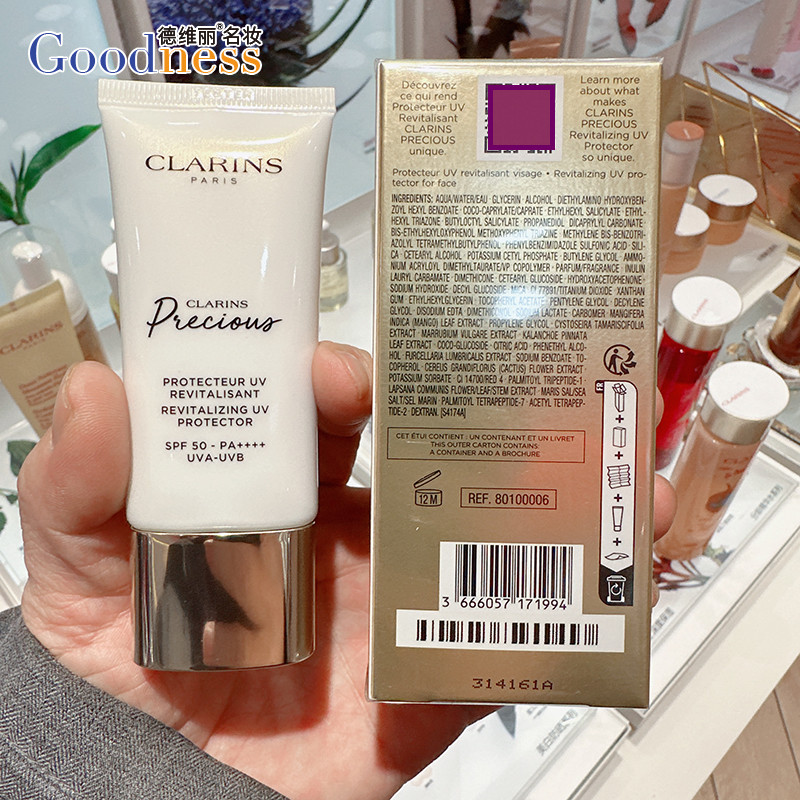 Goodness
德维丽®名妆
CLARINS
PARIS
CLARINS
Precious
PROTECTEUR UV
REVITALISANT
REVITALIZING UV
PROTECTOR
SPF 50 - PA++++
UVA-UVB
Découvrez
ce qui rend
Protecteur UV
Revitalisant
CLARINS
PRECIOUS
unique.
Learn more
about what
makes
CLARINS
PRECIOUS
Revitalizing UV
Protector
so unique.
Protecteur UV revitalisant visage • Revitalizing UV pro-
tector for face
INGREDIENTS: AQUA/WATER/EAU · GLYCERIN · ALCOHOL · DIETHYLAMINO HYDROXYBEN-
ZOYL HEXYL BENZOATE · COCO-CAPRYLATE/CAPRATE · ETHYLHEXYL SALICYLATE · ETHYL-
HEXYL TRIAZONE · BUTYLOCTYL SALICYLATE · PROPANEDIOL · DICAPRYLYL CARBONATE ·
BIS-ETHYLHEXYLOXYPHENOL METHOXYPHENYL TRIAZINE · METHYLENE BIS-BENZOTRI-
AZOLYL TETRAMETHYLBUTYLPHENOL · PHENYLBENZIMIDAZOLE SULFONIC ACID · SILI-
CA · CETEARYL ALCOHOL · POTASSIUM CETYL PHOSPHATE · BUTYLENE GLYCOL · AMMO-
NIUM ACRYLOYL DIMETHYLTAURATE/VP COPOLYMER · PARFUM/FRAGRANCE · INULIN
LAURYL CARBAMATE · DIMETHICONE · CETEARYL GLUCOSIDE · HYDROXYACETOPHENONE ·
SODIUM HYDROXIDE · DECYL GLUCOSIDE · MICA · CI 77891/TITANIUM DIOXIDE · XANTHAN
GUM · ETHYLHEXYLGLYCERIN · TOCOPHERYL ACETATE · PENTYLENE GLYCOL · DECYLENE
GLYCOL · DISODIUM EDTA · DIMETHICONOL · SODIUM LACTATE · CARBOMER · MANGIFERA
INDICA (MANGO) LEAF EXTRACT · PROPYLENE GLYCOL · CYSTOSEIRA TAMARISCIFOLIA
EXTRACT · MARRUBIUM VULGARE EXTRACT · KALANCHOE PINNATA
LEAF EXTRACT · COCO-GLUCOSIDE · CITRIC ACID · PHENETHYL ALCO-
HOL · FURCELLARIA LUMBRICALIS EXTRACT · SODIUM BENZOATE · TO-
COPHEROL · CEREUS GRANDIFLORUS (CACTUS) FLOWER EXTRACT ·
POTASSIUM SORBATE · CI 14700/RED 4 · PALMITOYL TRIPEPTIDE-1 ·
LAPSANA COMMUNIS FLOWER/LEAF/STEM EXTRACT · MARIS SAL/SEA
SALT/SEL MARIN · PALMITOYL TETRAPEPTIDE-7 · ACETYL TETRAPEP-
TIDE-2 · DEXTRAN. [S4174A]
CET ÉTUI CONTIENT : UN CONTENANT ET UN LIVRET
THIS OUTER CARTON CONTAINS:
A CONTAINER AND A BROCHURE
12 M
REF. 80100006
FR
3 666057 171994
314161A
CLARINS